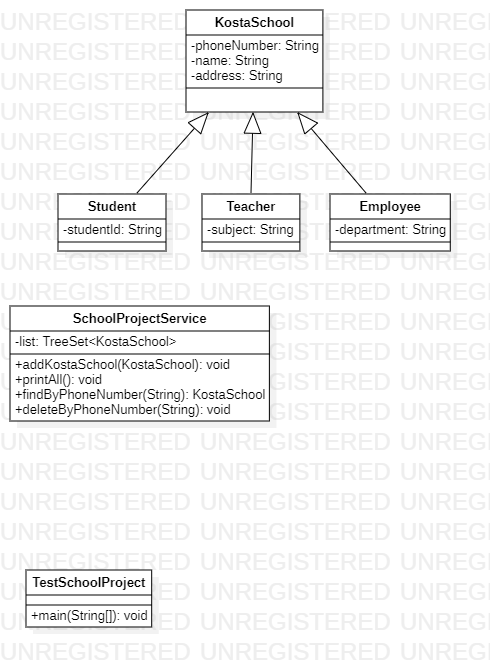 KostaSchool
-phoneNumber: String
-name: String
-address: String
Student
-studentId: String
Teacher
-subject: String
Employee
-department: String
SchoolProjectService
-list: TreeSet<KostaSchool>
+addKostaSchool(KostaSchool): void
+printAll(): void
+findByPhoneNumber(String): KostaSchool
+deleteByPhoneNumber(String): void
TestSchoolProject
+main(String[]): void
UNREGISTERED UNREGISTERED UNREGISTERED